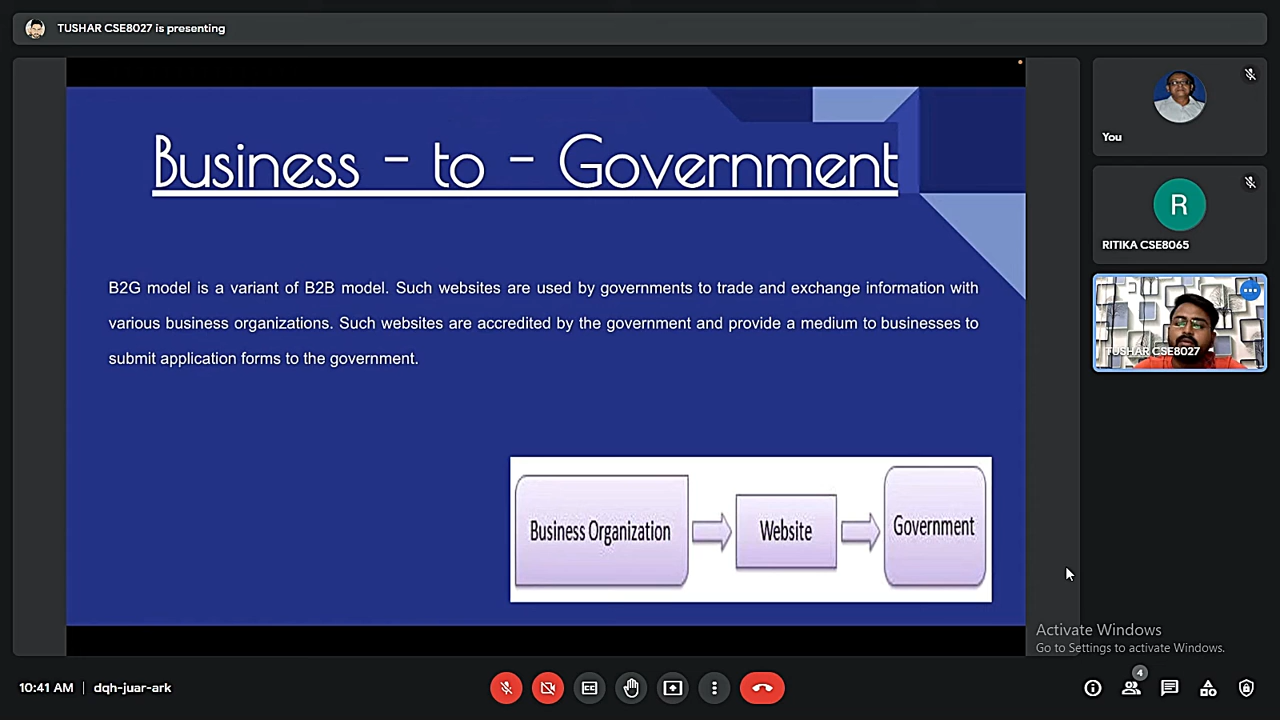 TUSHAR CSE8027 is presenting
Business - to - Government
B2G model is a variant of B2B model. Such websites are used by governments to trade and exchange information with
various business organizations. Such websites are accredited by the government and provide a medium to businesses to
submit application forms to the government.
Business Organization
Website
Government
You
R
RITIKA CSE8065
TUSHAR CSE8027
Activate Windows
Go to Settings to activate Windows.
10:41 AM | dqh-juar-ark
4